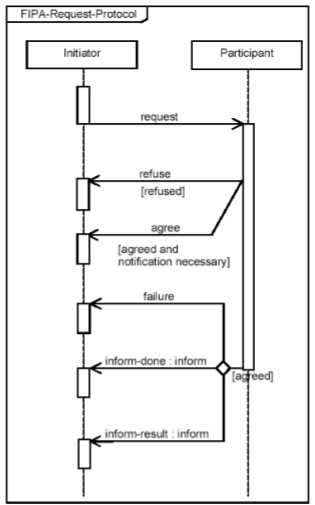 FIPA-Request-Protocol
Initiator
Participant
request
refuse
[refused]
agree
[agreed and
notification necessary]
failure
inform-done : inform
[agreed]
inform-result : inform